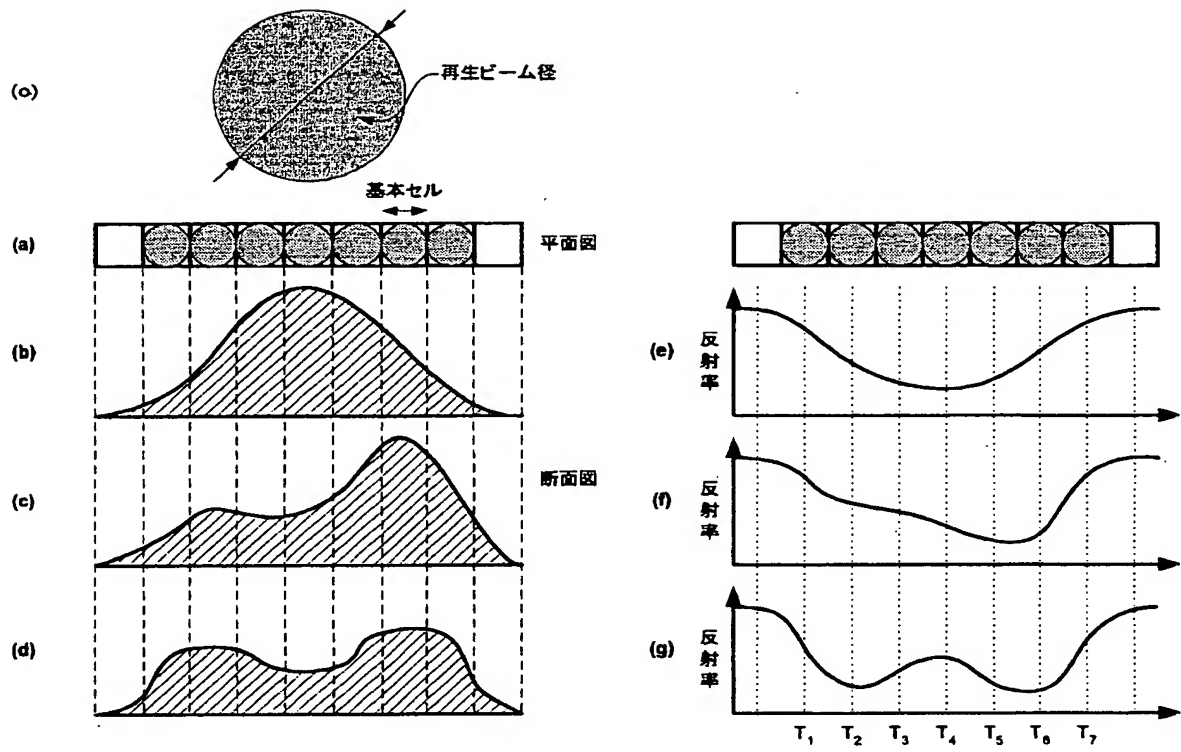 (o)
再生ビーム径
基本セル
(a)
平面図
(b)
(c)
断面図
(d)
(e)
反射率
(f)
反射率
(g)
反射率
T1 T2 T3 T4 T5 T6 T7